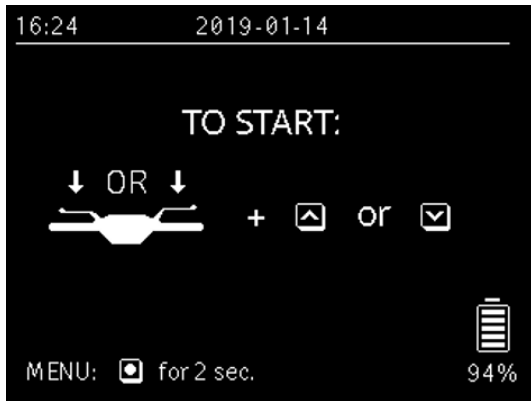 16:24 2019-01-14
TO START:
OR
+ or
MENU: for 2 sec.
94%